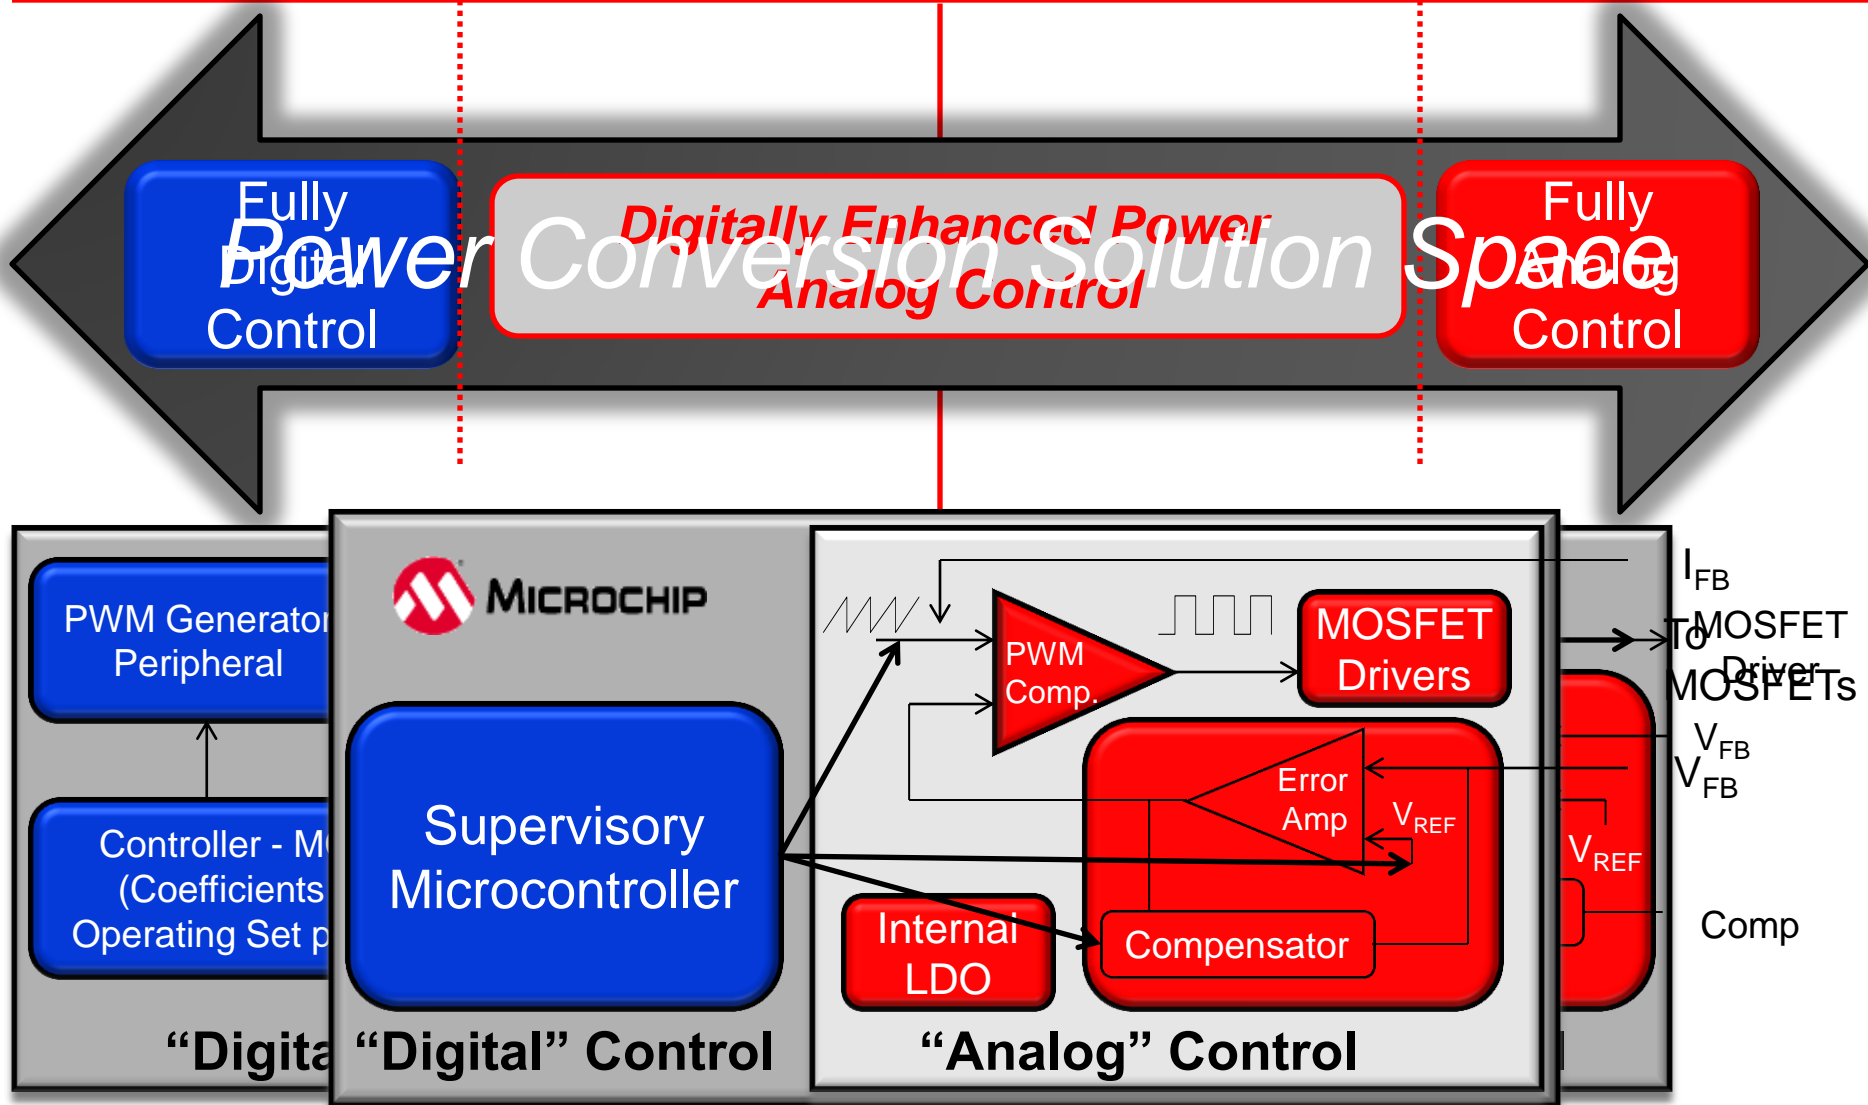 Fully
Digital
Control
Digitally Enhanced Power
Analog Control
Fully
Analog
Control
Power Conversion Solution Space
PWM Generator
Peripheral
Controller - M
(Coefficients
Operating Set p
“Digita
MICROCHIP
Supervisory
Microcontroller
“Digital” Control
PWM
Comp.
MOSFET
Drivers
Error
Amp
VREF
Internal
LDO
Compensator
“Analog” Control
IFB
MOSFET
Driver
To
MOSFETs
VFB
VFB
VREF
Comp